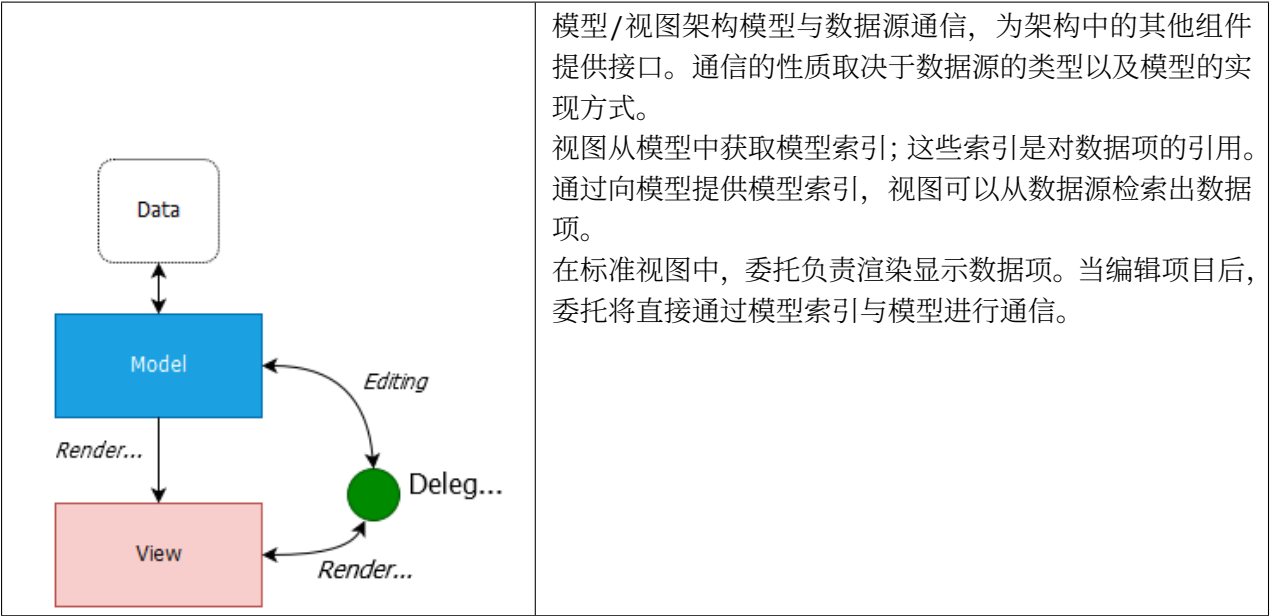 Data
Model
Editing
Render...
Deleg...
View
Render...
模型/视图架构模型与数据源通信，为架构中的其他组件
提供接口。通信的性质取决于数据源的类型以及模型的实
现方式。
视图从模型中获取模型索引；这些索引是对数据项的引用。
通过向模型提供模型索引，视图可以从数据源检索出数据
项。
在标准视图中，委托负责渲染显示数据项。当编辑项目后，
委托将直接通过模型索引与模型进行通信。